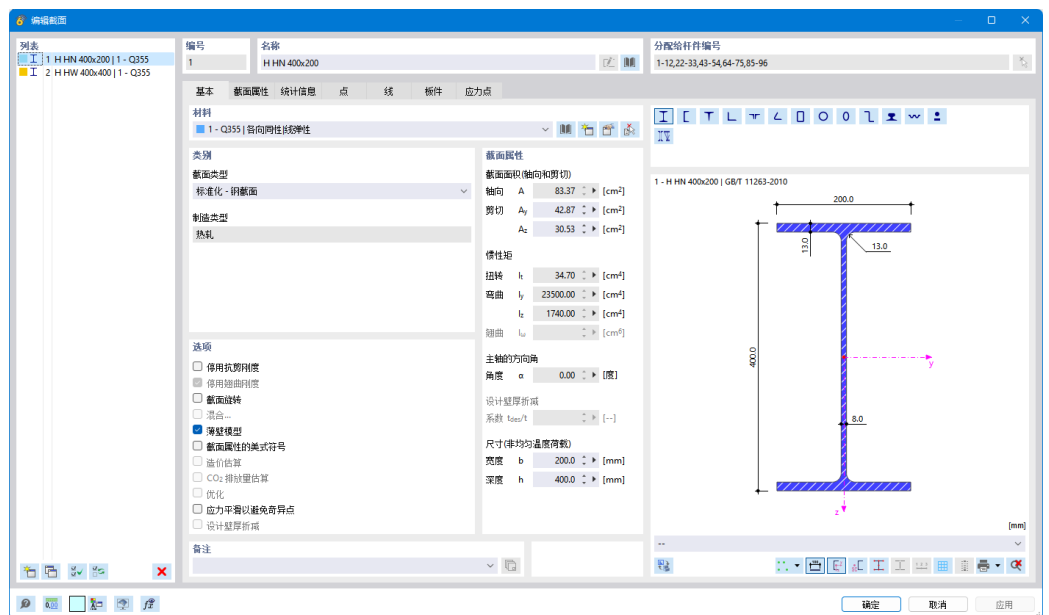 编辑截面
列表
1 H HN 400x200 | 1 - Q355
2 H HW 400x400 | 1 - Q355
编号
1
名称
H HN 400x200
分配给杆件编号
1-12,22-33,43-54,64-75,85-96
基本 截面属性 统计信息 点 线 板件 应力点
材料
1 - Q355 | 各向同性|线弹性
类别
截面类型
标准化 - 钢截面
制造类型
热轧
选项
停用抗剪刚度
停用翘曲刚度
截面旋转
混合...
薄壁模型
截面属性的美式符号
造价估算
CO2 排放量估算
优化
应力平滑以避免奇异点
设计壁厚折减
截面属性
截面面积(轴向和剪切)
轴向 A 83.37 [cm²]
剪切 Ay 42.87 [cm²]
Az 30.53 [cm²]
惯性矩
扭转 It 34.70 [cm⁴]
弯曲 Iy 23500.00 [cm⁴]
Iz 1740.00 [cm⁴]
翘曲 Iω [cm⁶]
主轴的方向角
角度 α 0.00 [度]
设计壁厚折减
系数 tdes/t [--]
尺寸(非均匀温度荷载)
宽度 b 200.0 [mm]
深度 h 400.0 [mm]
备注
1 - H HN 400x200 | GB/T 11263-2010
200.0
13.0
13.0
400.0
y
8.0
z
[mm]
--
确定 取消 应用